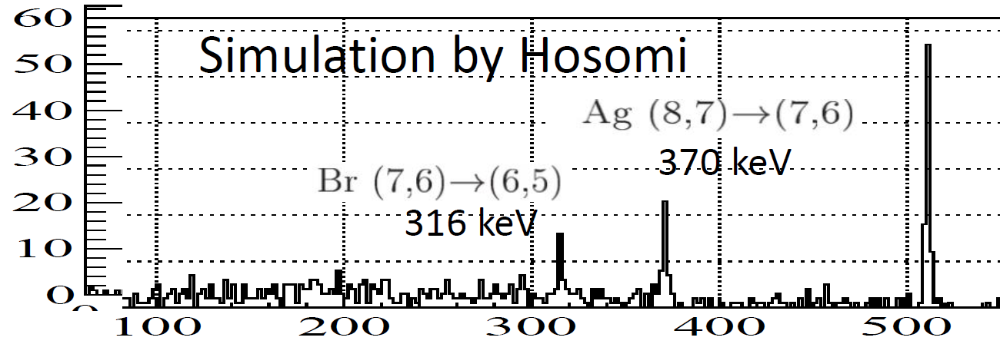 60
Simulation by Hosomi
50
Ag (8,7)→(7,6)
40
370 keV
30
Br (7,6)→(6,5)
20
316 keV
10
0
0
100 200 300 400 500